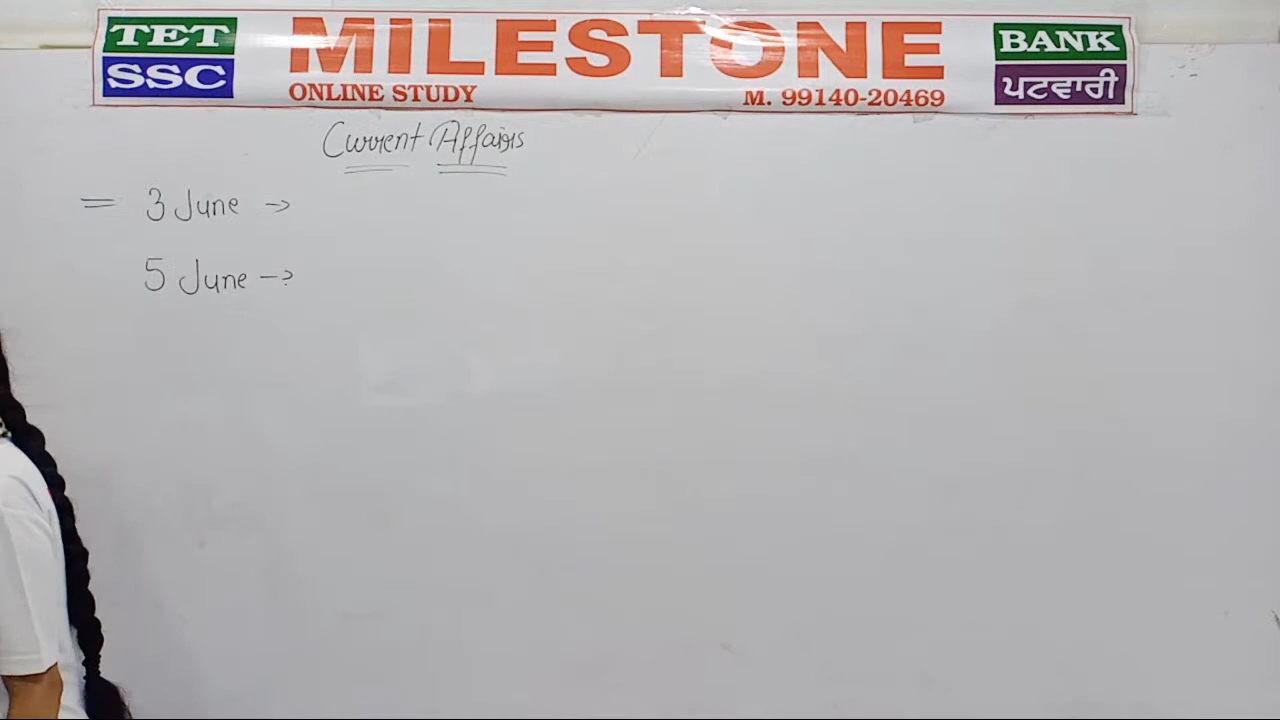 TET
SSC
MILESTONE
ONLINE STUDY M. 99140-20469
BANK
ਪਟਵਾਰੀ
Current Affairs
= 3 June →
5 June →